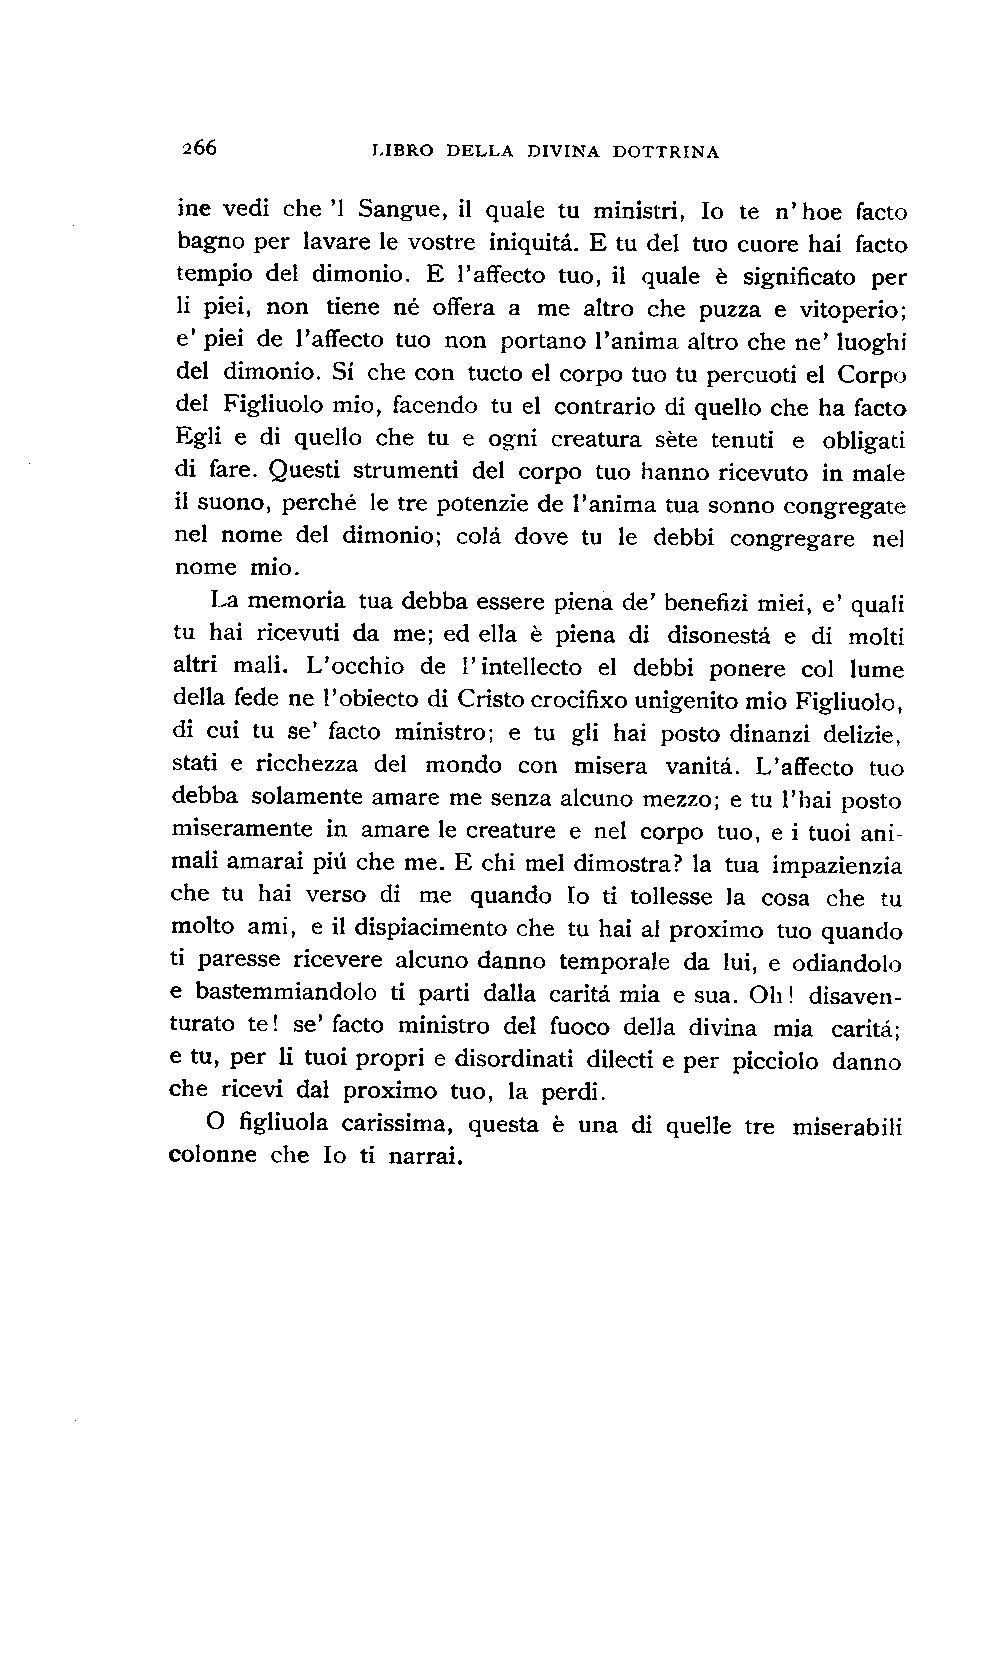 266 LIBRO DELLA DIVINA DOTTRINA
ine vedi che 'l Sangue, il quale tu ministri, Io te n'hoe facto
bagno per lavare le vostre iniquitá. E tu del tuo cuore hai facto
tempio del dimonio. E l'affecto tuo, il quale è significato per
li piei, non tiene né offera a me altro che puzza e vitoperio;
e' piei de l'affecto tuo non portano l'anima altro che ne' luoghi
del dimonio. Sí che con tucto el corpo tuo tu percuoti el Corpo
del Figliuolo mio, facendo tu el contrario di quello che ha facto
Egli e di quello che tu e ogni creatura sète tenuti e obligati
di fare. Questi strumenti del corpo tuo hanno ricevuto in male
il suono, perché le tre potenzie de l'anima tua sonno congregate
nel nome del dimonio; colá dove tu le debbi congregare nel
nome mio.
La memoria tua debba essere piena de' benefizi miei, e' quali
tu hai ricevuti da me; ed ella è piena di disonestá e di molti
altri mali. L'occhio de l'intellecto el debbi ponere col lume
della fede ne l'obiecto di Cristo crocifixo unigenito mio Figliuolo,
di cui tu se' facto ministro; e tu gli hai posto dinanzi delizie,
stati e ricchezza del mondo con misera vanitá. L'affecto tuo
debba solamente amare me senza alcuno mezzo; e tu l'hai posto
miseramente in amare le creature e nel corpo tuo, e i tuoi ani-
mali amarai piú che me. E chi mel dimostra? la tua impazienzia
che tu hai verso di me quando Io ti tollesse la cosa che tu
molto ami, e il dispiacimento che tu hai al proximo tuo quando
ti paresse ricevere alcuno danno temporale da lui, e odiandolo
e bastemmiandolo ti parti dalla caritá mia e sua. Oh! disaven-
turato te! se' facto ministro del fuoco della divina mia caritá;
e tu, per li tuoi propri e disordinati dilecti e per picciolo danno
che ricevi dal proximo tuo, la perdi.
O figliuola carissima, questa è una di quelle tre miserabili
colonne che Io ti narrai.